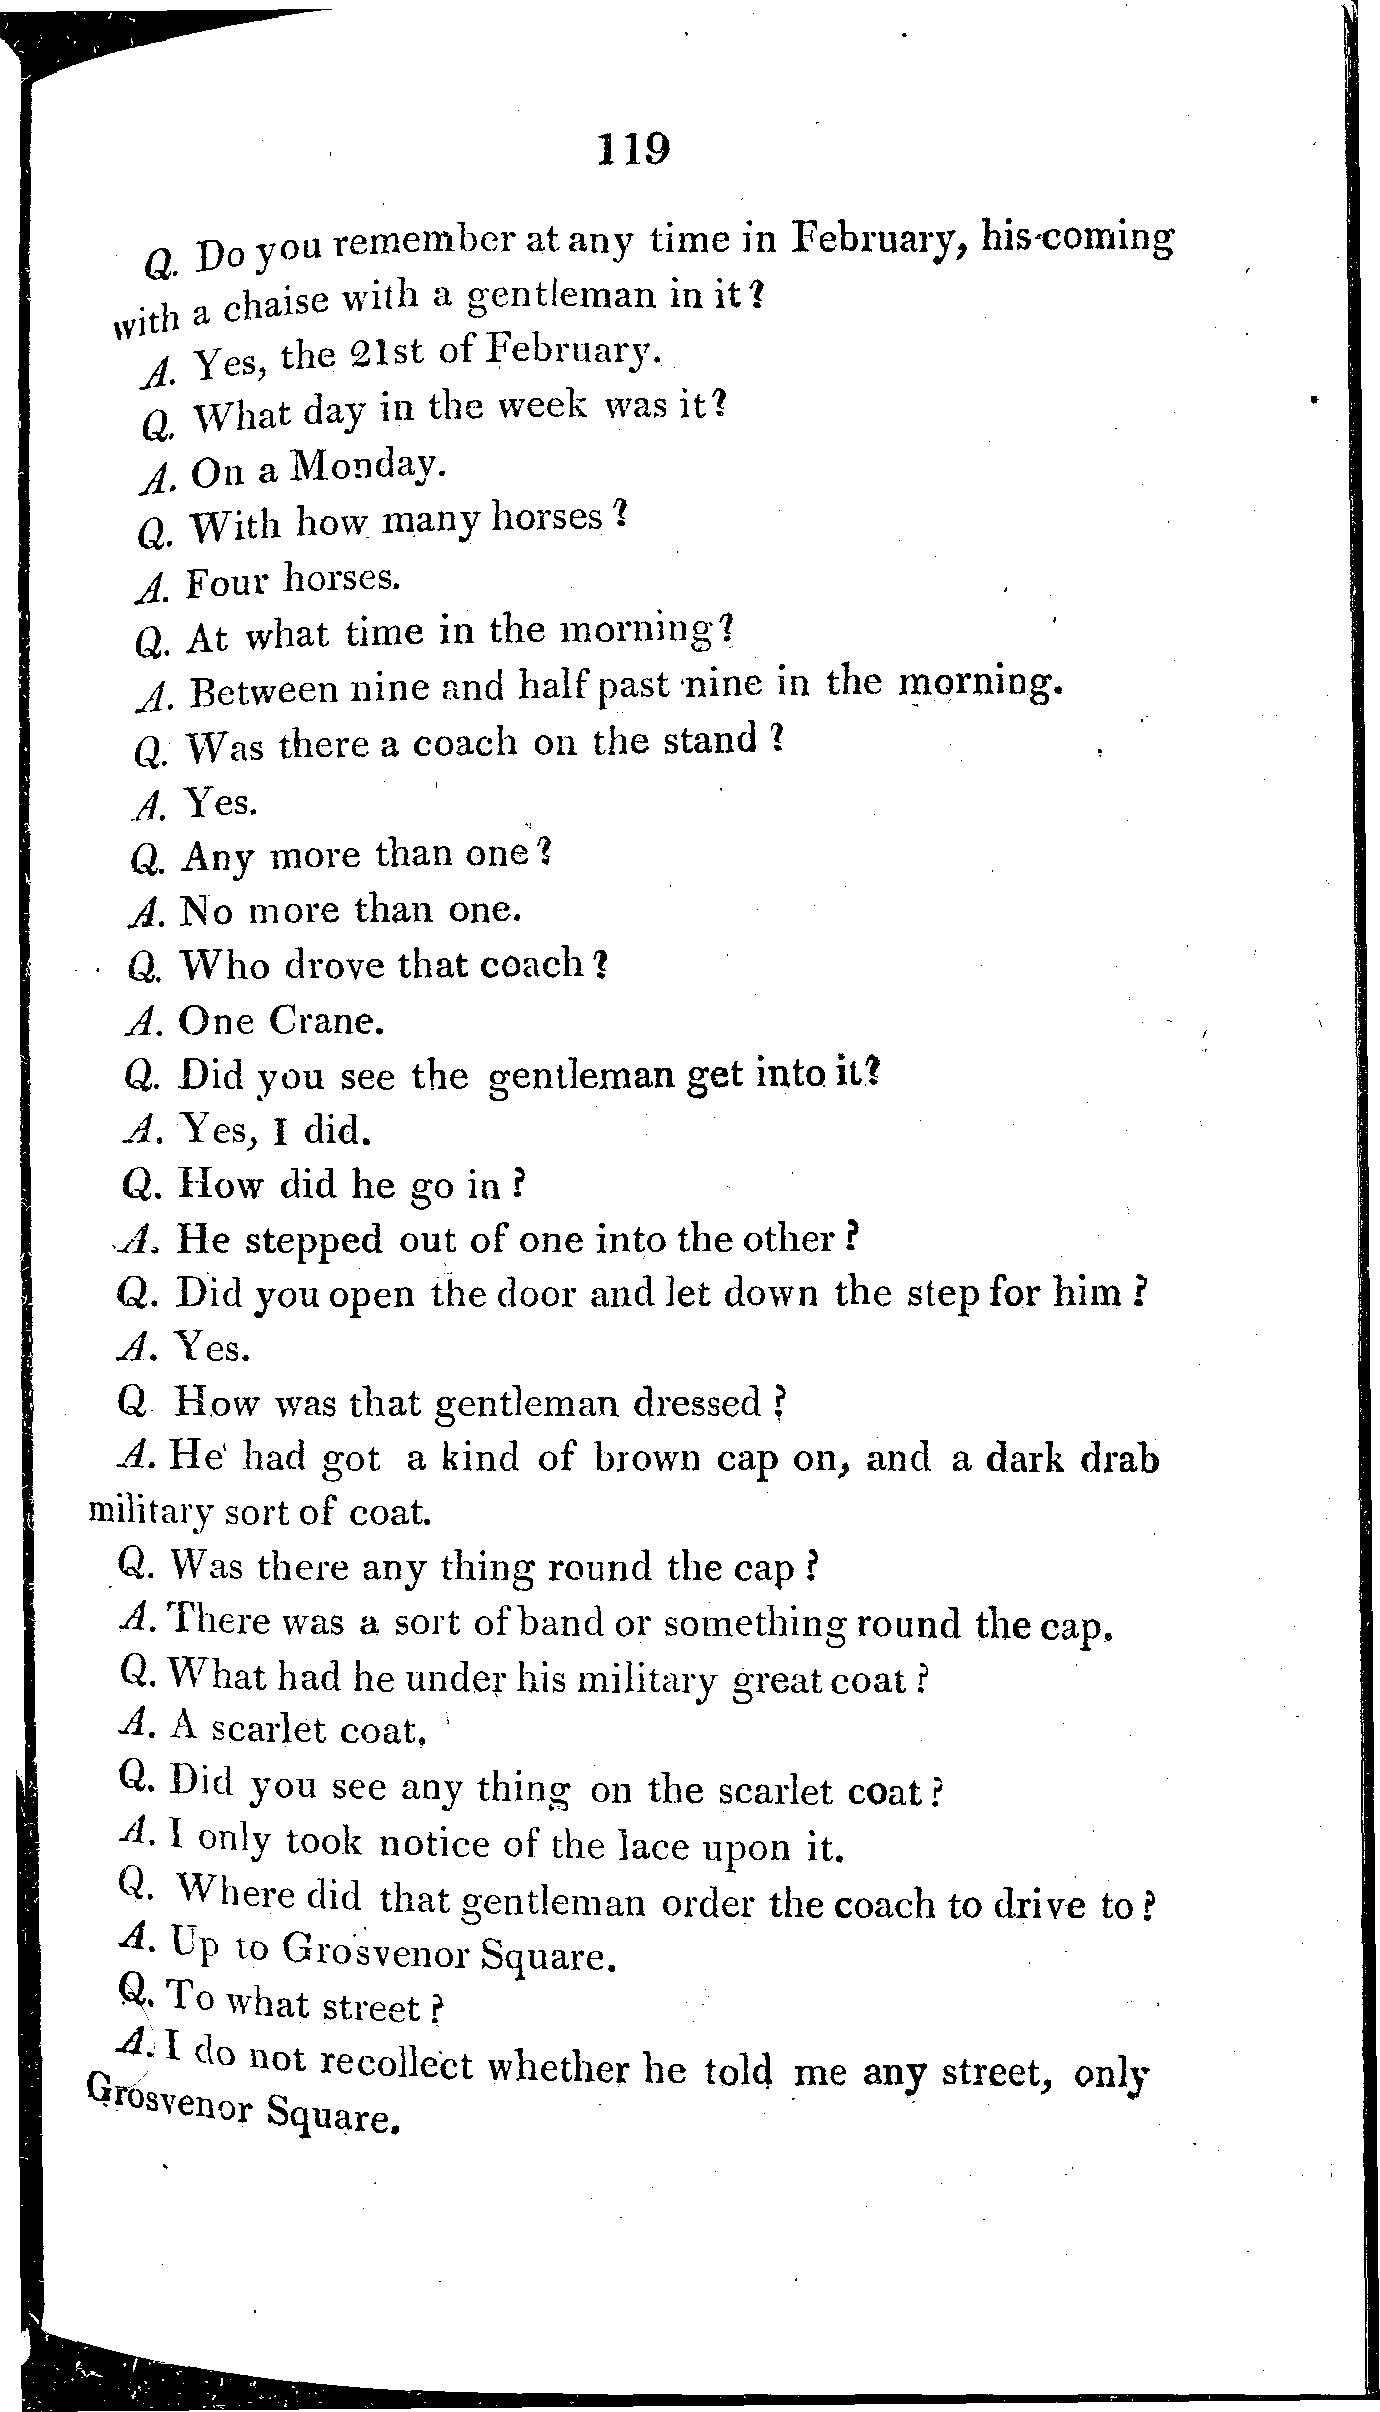 119
Q. Do you remember at any time in February, his coming
with a chaise with a gentleman in it?
A. Yes, the 21st of February.
Q. What day in the week was it?
A. On a Monday.
Q. With how many horses?
A. Four horses.
Q. At what time in the morning?
A. Between nine and half past nine in the morning.
Q. Was there a coach on the stand?
A. Yes.
Q. Any more than one?
A. No more than one.
Q. Who drove that coach?
A. One Crane.
Q. Did you see the gentleman get into it?
A. Yes, I did.
Q. How did he go in?
A. He stepped out of one into the other?
Q. Did you open the door and let down the step for him?
A. Yes.
Q How was that gentleman dressed?
A. He had got a kind of brown cap on, and a dark drab
military sort of coat.
Q. Was there any thing round the cap?
A. There was a sort of band or something round the cap.
Q. What had he under his military great coat?
A. A scarlet coat.
Q. Did you see any thing on the scarlet coat?
A. I only took notice of the lace upon it.
Q. Where did that gentleman order the coach to drive to?
A. Up to Grosvenor Square.
Q. To what street?
A. I do not recollect whether he told me any street, only
Grosvenor Square.